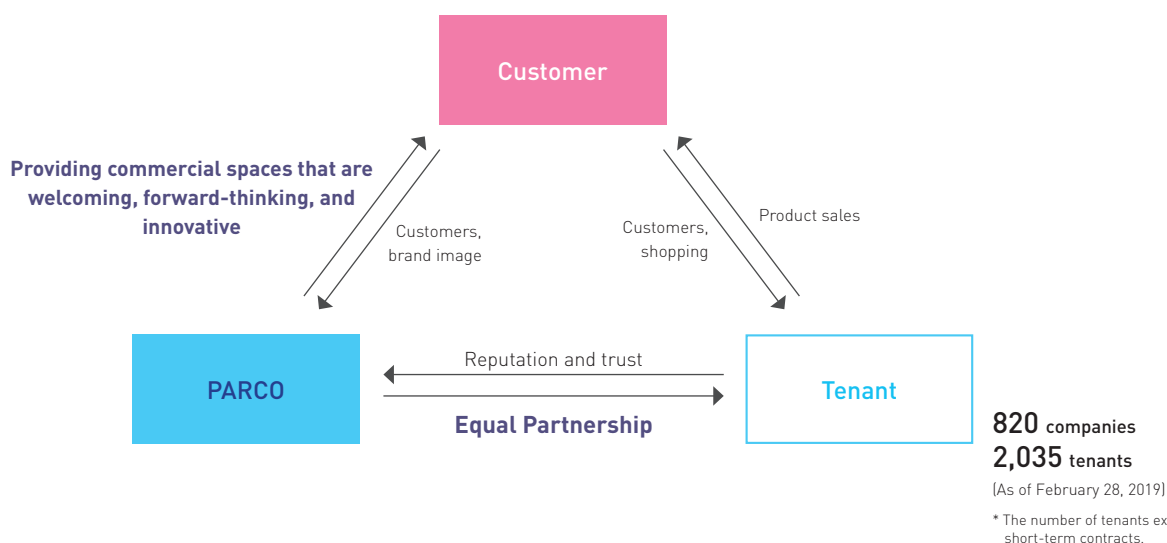 Customer
Providing commercial spaces that are
welcoming, forward-thinking, and
innovative
Customers,
brand image
Customers,
shopping
Product sales
PARCO
Reputation and trust
Equal Partnership
Tenant
820 companies
2,035 tenants
(As of February 28, 2019)
* The number of tenants ex
short-term contracts.